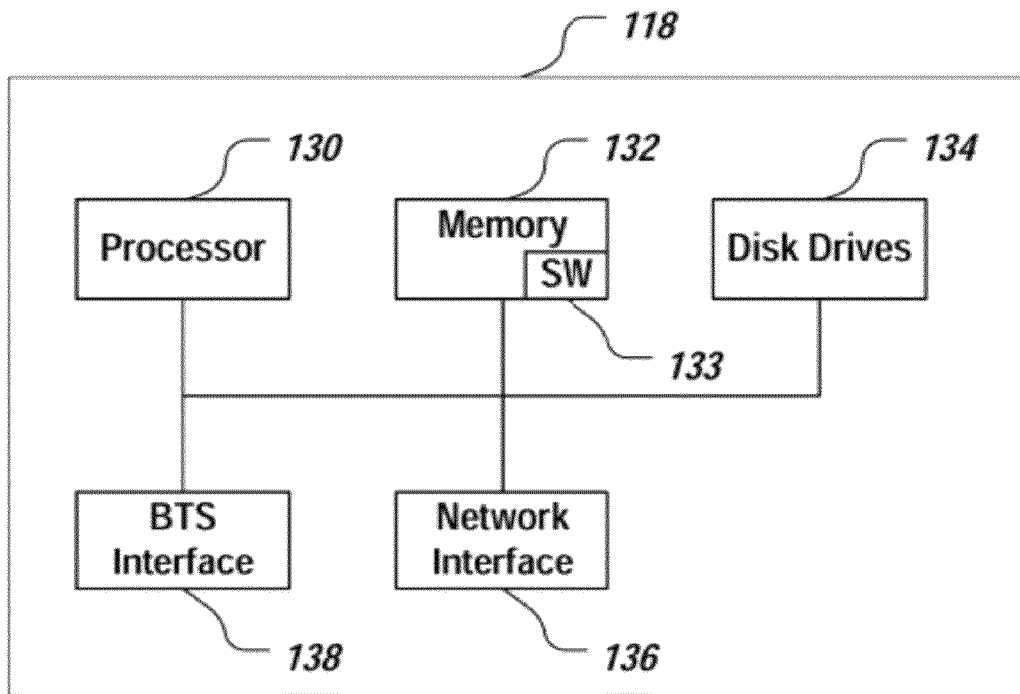 118
130
132
134
Processor
Memory
SW
Disk Drives
133
BTS
Interface
Network
Interface
138
136